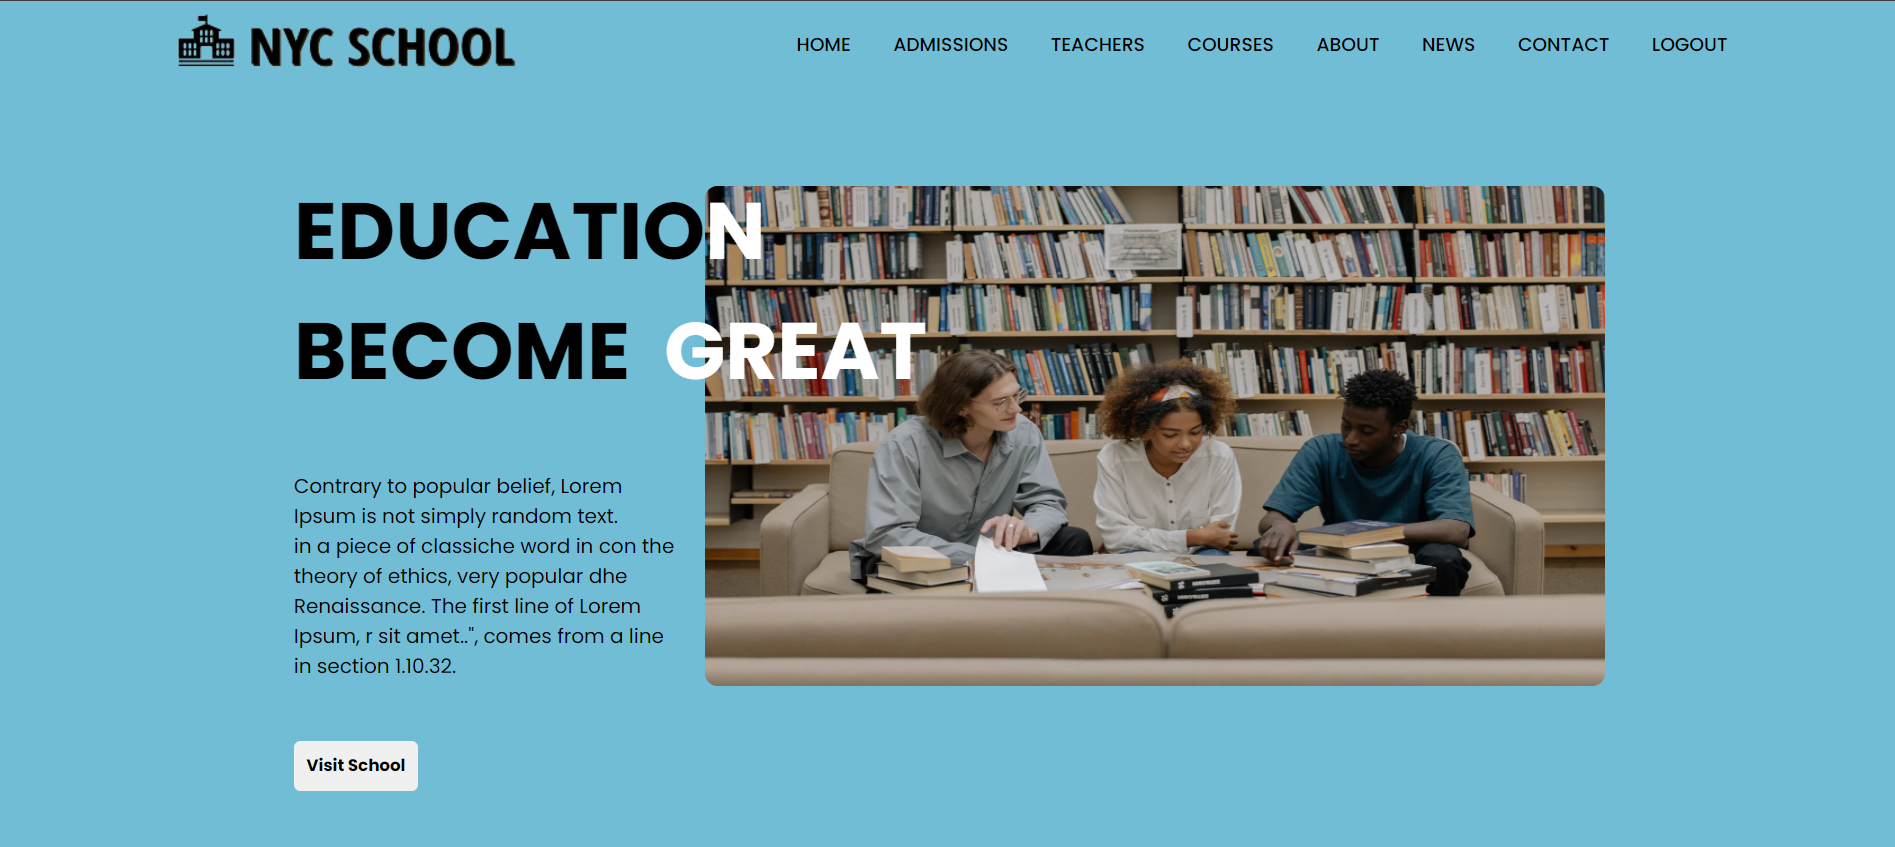 NYC SCHOOL
HOME ADMISSIONS TEACHERS COURSES ABOUT NEWS CONTACT LOGOUT
EDUCATION
BECOME GREAT
Contrary to popular belief, Lorem
Ipsum is not simply random text.
in a piece of classiche word in con the
theory of ethics, very popular dhe
Renaissance. The first line of Lorem
Ipsum, r sit amet..", comes from a line
in section 1.10.32.
Visit School